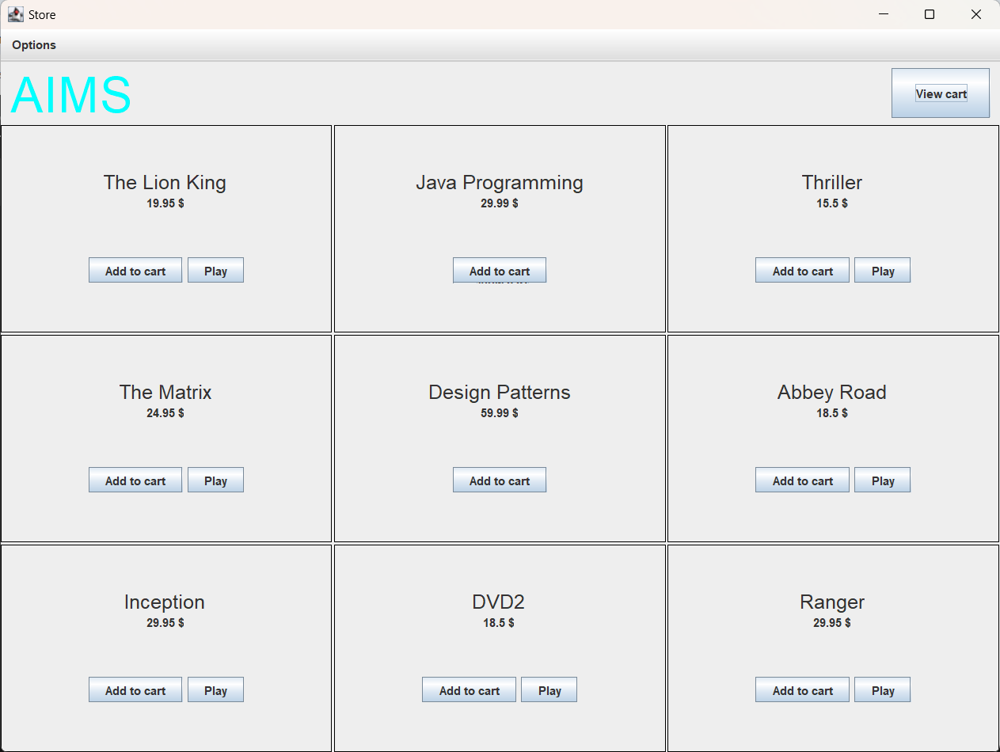 Store
Options
AIMS
View cart
The Lion King
19.95 $
Add to cart
Play
Java Programming
29.99 $
Add to cart
Thriller
15.5 $
Add to cart
Play
The Matrix
24.95 $
Add to cart
Play
Design Patterns
59.99 $
Add to cart
Abbey Road
18.5 $
Add to cart
Play
Inception
29.95 $
Add to cart
Play
DVD2
18.5 $
Add to cart
Play
Ranger
29.95 $
Add to cart
Play